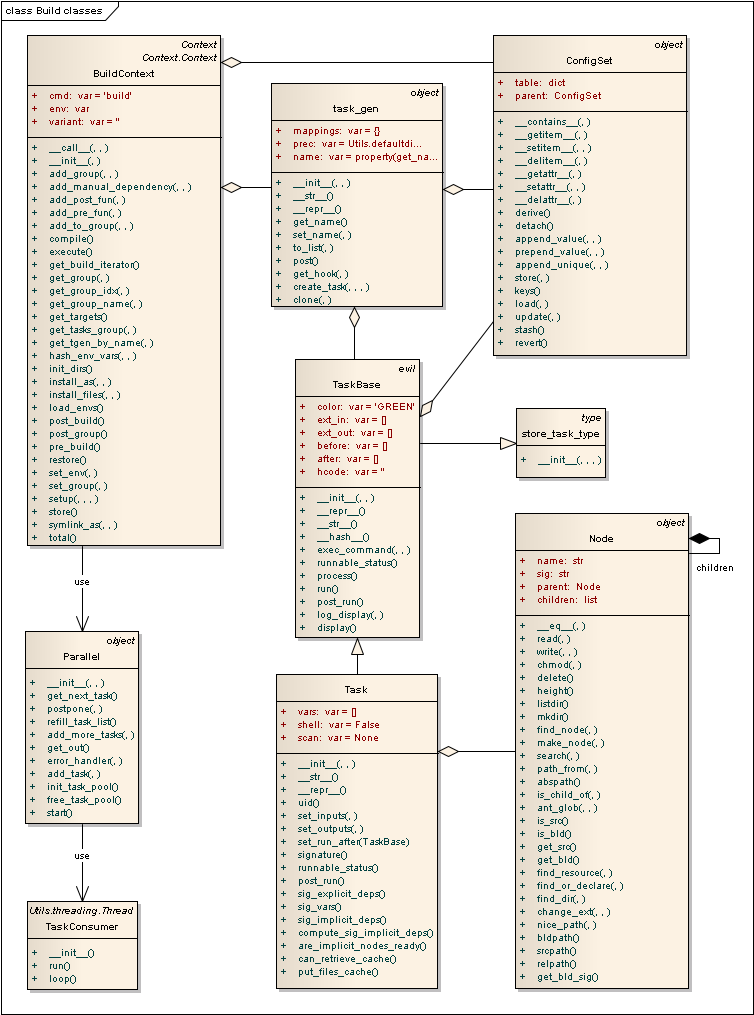 class Build classes
Context
Context.Context
BuildContext
+ cmd: var = 'build'
+ env: var
+ variant: var = ''
+ __call__(, , )
+ __init__(, )
+ add_group(, , )
+ add_manual_dependency(, , )
+ add_post_fun(, )
+ add_pre_fun(, )
+ add_to_group(, , )
+ compile()
+ execute()
+ get_build_iterator()
+ get_group(, )
+ get_group_idx(, )
+ get_group_name(, )
+ get_targets()
+ get_tasks_group(, )
+ get_tgen_by_name(, )
+ hash_env_vars(, , )
+ init_dirs()
+ install_as(, , )
+ install_files(, , )
+ load_envs()
+ post_build()
+ post_group()
+ pre_build()
+ restore()
+ set_env(, )
+ set_group(, )
+ setup(, , , )
+ store()
+ symlink_as(, , )
+ total()
object
task_gen
+ mappings: var = {}
+ prec: var = Utils.defaultdi...
+ name: var = property(get_na...
+ __init__(, , )
+ __str__()
+ __repr__()
+ get_name()
+ set_name(, )
+ to_list(, )
+ post()
+ get_hook(, )
+ create_task(, , , )
+ clone(, )
object
ConfigSet
+ table: dict
+ parent: ConfigSet
+ __contains__(, )
+ __getitem__(, )
+ __setitem__(, , )
+ __delitem__(, )
+ __getattr__(, )
+ __setattr__(, , )
+ __delattr__(, )
+ derive()
+ detach()
+ append_value(, , )
+ prepend_value(, , )
+ append_unique(, , )
+ store(, )
+ keys()
+ load(, )
+ update(, )
+ stash()
+ revert()
evil
TaskBase
+ color: var = 'GREEN'
+ ext_in: var = []
+ ext_out: var = []
+ before: var = []
+ after: var = []
+ hcode: var = ''
+ __init__(, , )
+ __repr__()
+ __str__()
+ __hash__()
+ exec_command(, , )
+ runnable_status()
+ process()
+ run()
+ post_run()
+ log_display(, )
+ display()
type
store_task_type
+ __init__(, , , )
object
Node
+ name: str
+ sig: str
+ parent: Node
+ children: list
+ __eq__(, )
+ read(, )
+ write(, , )
+ chmod(, )
+ delete()
+ height()
+ listdir()
+ mkdir()
+ find_node(, )
+ make_node(, )
+ search(, )
+ path_from(, )
+ abspath()
+ is_child_of(, )
+ ant_glob(, , )
+ is_src()
+ is_bld()
+ get_src()
+ get_bld()
+ find_resource(, )
+ find_or_declare(, )
+ find_dir(, )
+ change_ext(, , )
+ nice_path(, )
+ bldpath()
+ srcpath()
+ relpath()
+ get_bld_sig()
children
use
object
Parallel
+ __init__(, , )
+ get_next_task()
+ postpone(, )
+ refill_task_list()
+ add_more_tasks(, )
+ get_out()
+ error_handler(, )
+ add_task(, )
+ init_task_pool()
+ free_task_pool()
+ start()
use
Utils.threading.Thread
TaskConsumer
+ __init__()
+ run()
+ loop()
Task
+ vars: var = []
+ shell: var = False
+ scan: var = None
+ __init__(, , )
+ __str__()
+ __repr__()
+ uid()
+ set_inputs(, )
+ set_outputs(, )
+ set_run_after(TaskBase)
+ signature()
+ runnable_status()
+ post_run()
+ sig_explicit_deps()
+ sig_vars()
+ sig_implicit_deps()
+ compute_sig_implicit_deps()
+ are_implicit_nodes_ready()
+ can_retrieve_cache()
+ put_files_cache()